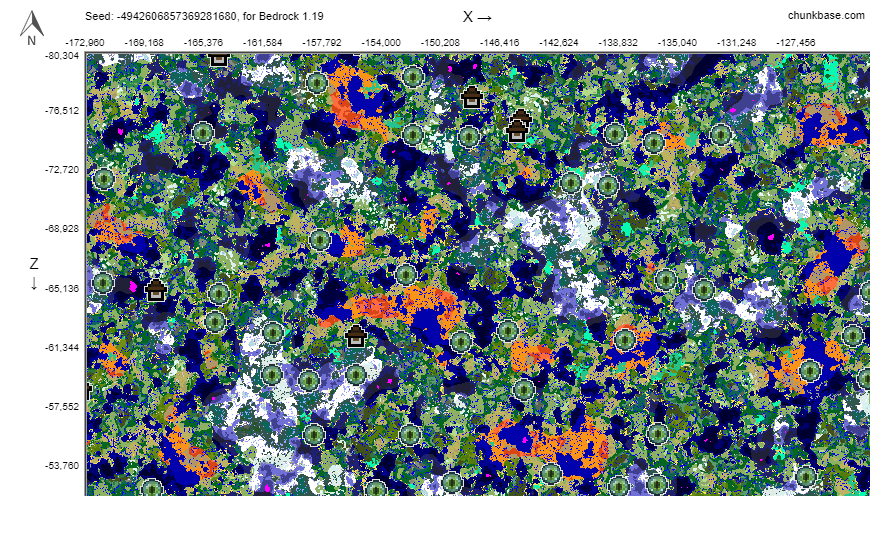 Seed: -4942606857369281680, for Bedrock 1.19
X →
chunkbase.com
N
-172,960 -169,168 -165,376 -161,584 -157,792 -154,000 -150,208 -146,416 -142,624 -138,832 -135,040 -131,248 -127,456
-80,304
-76,512
-72,720
-68,928
Z
↓
-65,136
-61,344
-57,552
-53,760